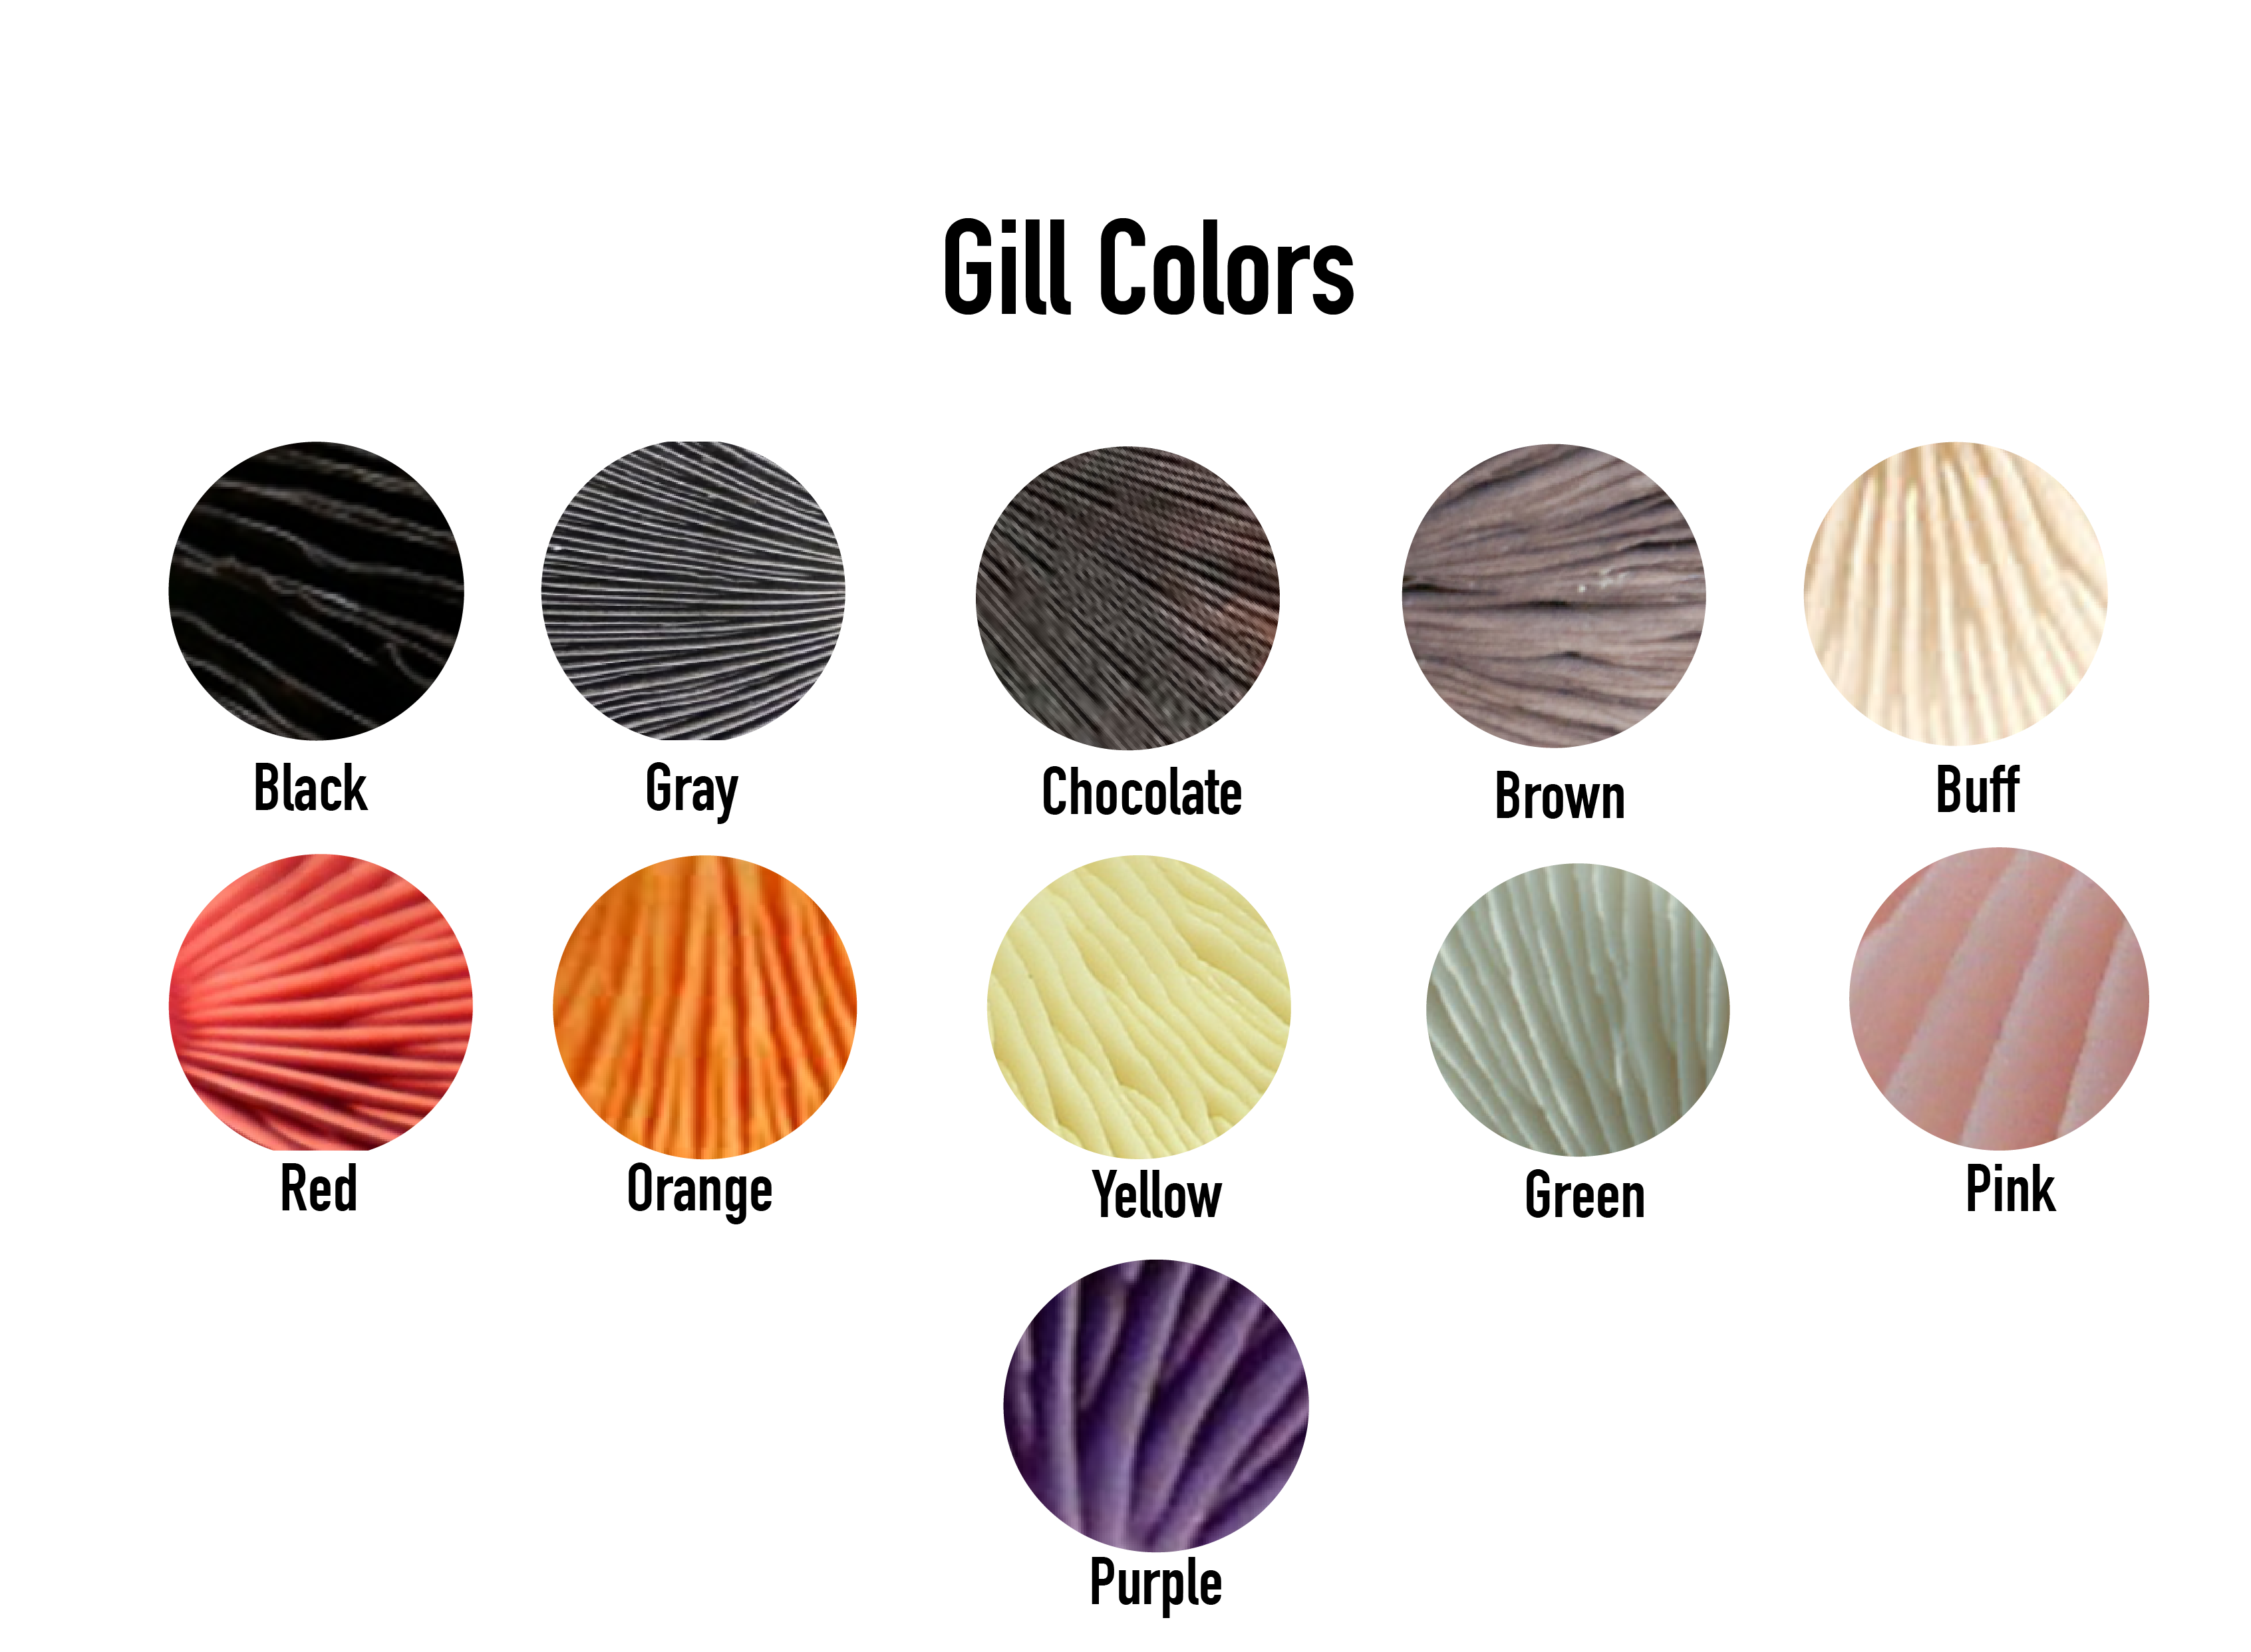 Gill Colors
Black
Gray
Chocolate
Brown
Buff
Red
Orange
Yellow
Green
Pink
Purple